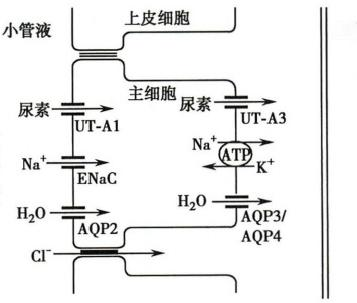 上皮细胞
小管液
主细胞
尿素
UT-A1
尿素
UT-A3
Na⁺
ENaC
Na⁺
ATP
K⁺
H₂O
AQP2
H₂O
AQP3/
AQP4
Cl⁻